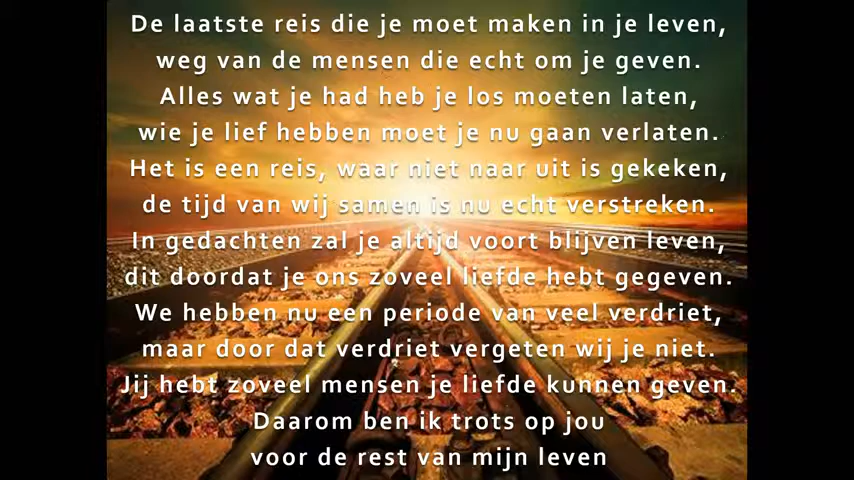 De laatste reis die je moet maken in je leven,
weg van de mensen die echt om je geven.
Alles wat je had heb je los moeten laten,
wie je lief hebben moet je nu gaan verlaten.
Het is een reis, waar niet naar uit is gekeken,
de tijd van wij samen is nu echt verstreken.
In gedachten zal je altijd voort blijven leven,
dit doordat je ons zoveel liefde hebt gegeven.
We hebben nu een periode van veel verdriet,
maar door dat verdriet vergeten wij je niet.
Jij hebt zoveel mensen je liefde kunnen geven.
Daarom ben ik trots op jou
voor de rest van mijn leven